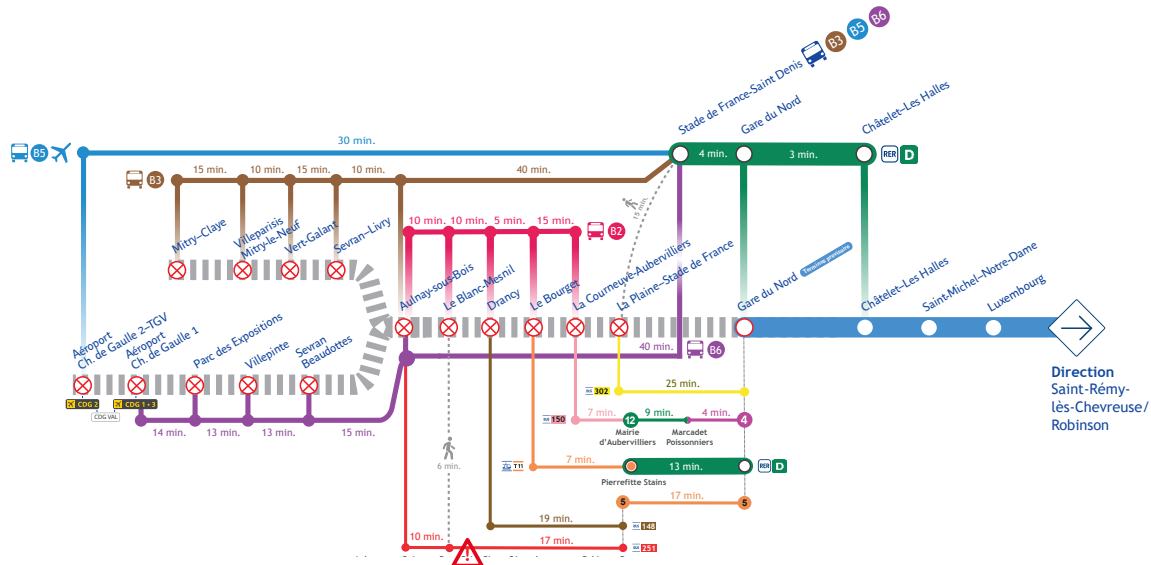 B3 B5 B6
Stade de France-Saint Denis
Gare du Nord
Châtelet-Les Halles
B5
30 min.
4 min.
3 min.
RER D
B3
15 min.
10 min.
15 min.
10 min.
40 min.
15 min.
Mitry-Claye
Villeparisis
Mitry-le-Neuf
Vert-Galant
Sevran-Livry
10 min.
10 min.
5 min.
15 min.
B2
Aulnay-sous-Bois
Le Blanc-Mesnil
Drancy
Le Bourget
La Courneuve-Aubervilliers
La Plaine-Stade de France
Gare du Nord
Terminus provisoire
Châtelet-Les Halles
Saint-Michel-Notre-Dame
Luxembourg
40 min.
B6
Aéroport
Ch. de Gaulle 2-TGV
Aéroport
Ch. de Gaulle 1
Parc des Expositions
Villepinte
Sevran
Beaudottes
CDG 2
CDG 1 • 3
CDG VAL
14 min.
13 min.
13 min.
15 min.
Direction
Saint-Rémy-
lès-Chevreuse/
Robinson
BUS 302
25 min.
BUS 150
7 min.
12
9 min.
4 min.
4
Mairie
d'Aubervilliers
Marcadet
Poissonniers
6 min.
T11
7 min.
13 min.
RER D
Pierrefitte Stains
5
17 min.
5
19 min.
BUS 148
10 min.
17 min.
BUS 251